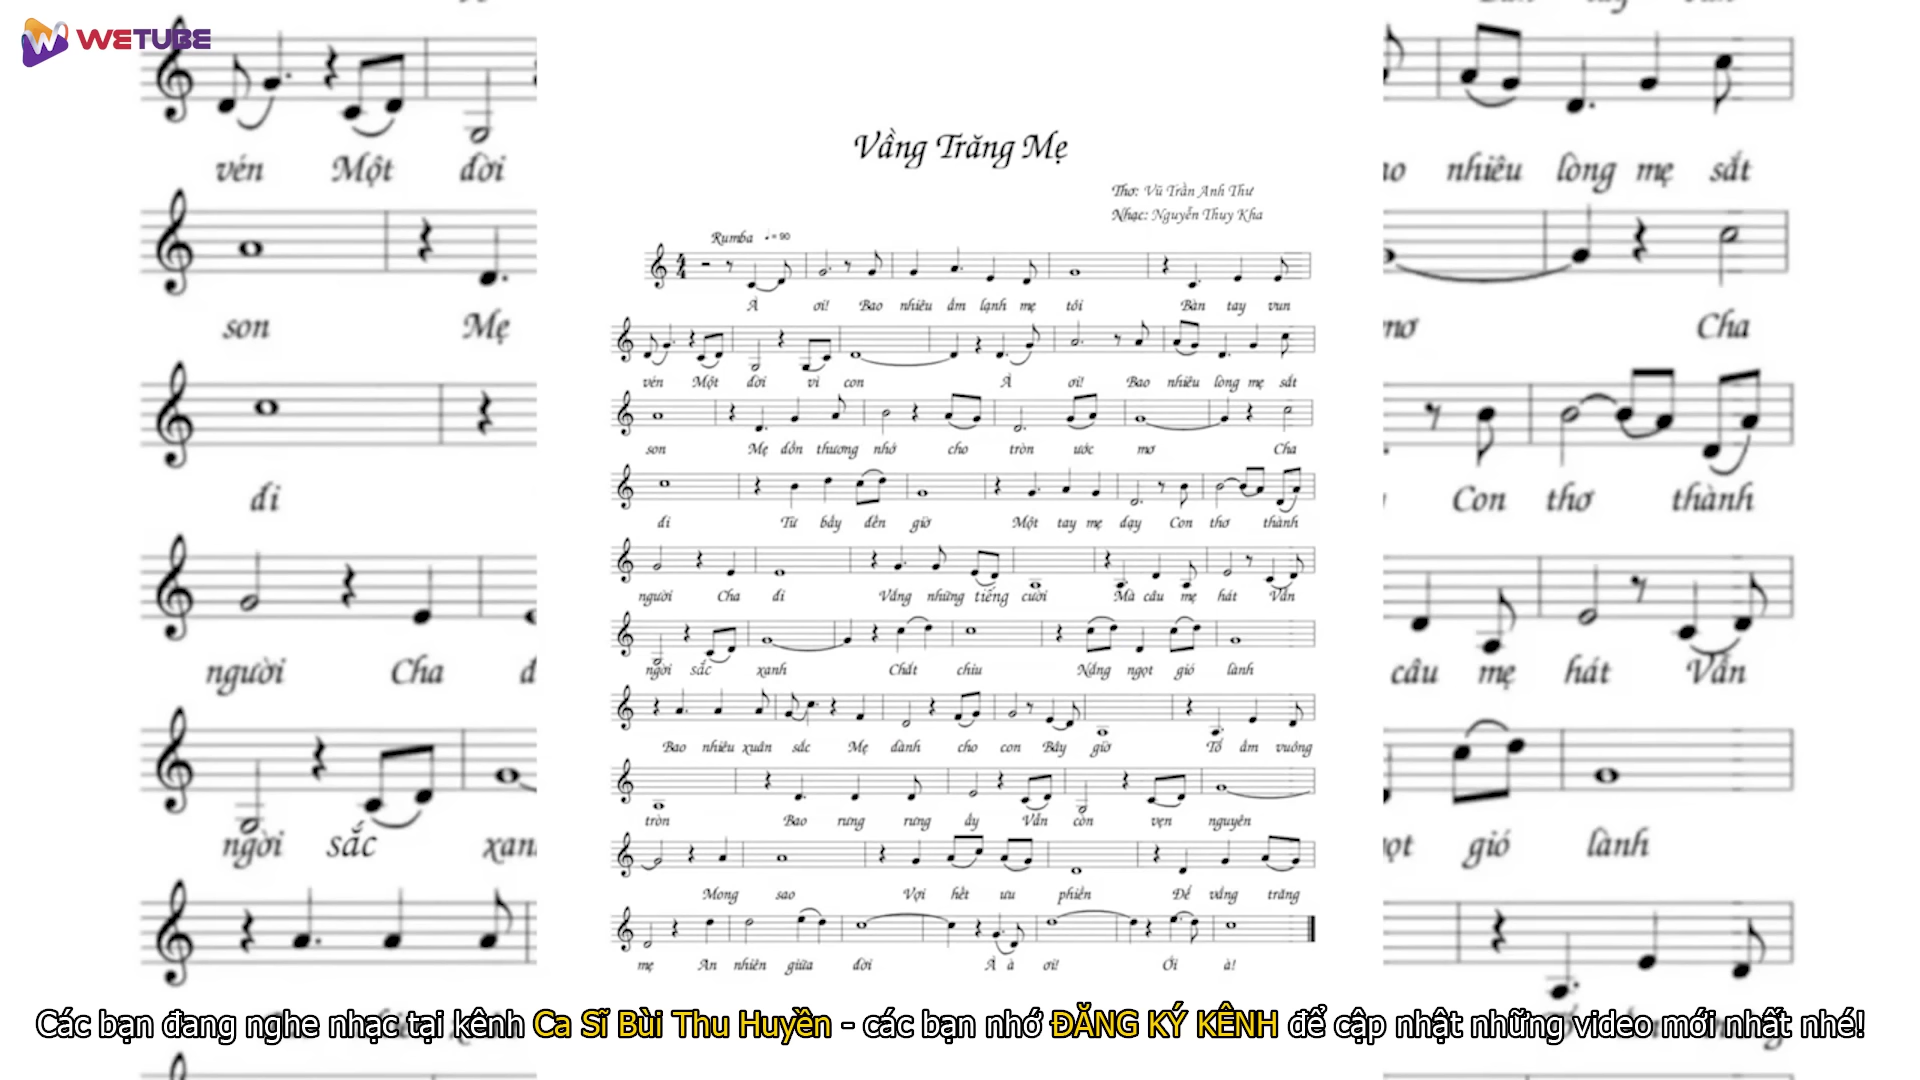 WETUBE
Vầng Trăng Mẹ
Thơ: Vũ Trần Anh Thư
Nhạc: Nguyễn Thụy Kha
Rumba ♩= 90
À ơi! Bao nhiêu ấm lạnh mẹ tôi Bàn tay vun
vén Một đời vì con À ơi! Bao nhiêu lòng mẹ sắt
son Mẹ dồn thương nhớ cho tròn ước mơ Cha
đi Từ bấy đến giờ Một tay mẹ dạy Con thơ thành
người Cha đi Vắng những tiếng cười Mà câu mẹ hát Vẫn
ngời sắc xanh Chắt chiu Nắng ngọt gió lành
Bao nhiêu xuân sắc Mẹ dành cho con Bây giờ Tổ ấm vuông
tròn Bao rưng rưng ấy Vẫn còn vẹn nguyên
Mong sao Vợi hết ưu phiền Để vầng trăng
mẹ An nhiên giữa đời À à ơi! Ới à!
vén Một đời
son Mẹ
đi
người Cha đ
ngời sắc xan
nhiêu lòng mẹ sắt
mơ Cha
Con thơ thành
câu mẹ hát Vẫn
gió lành
Các bạn đang nghe nhạc tại kênh Ca Sĩ Bùi Thu Huyền - các bạn nhớ ĐĂNG KÝ KÊNH để cập nhật những video mới nhất nhé!